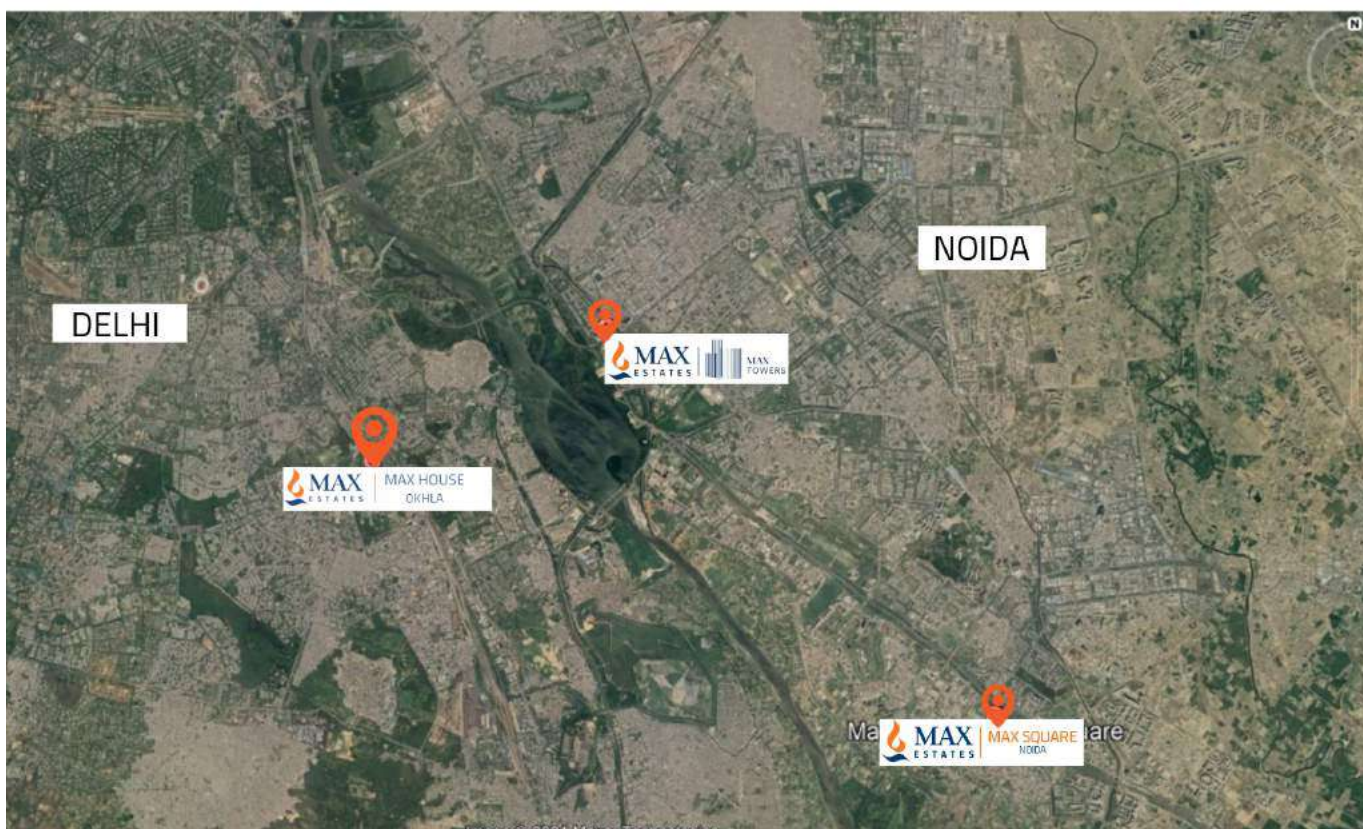 N
NOIDA
DELHI
MAX
ESTATES
MAX
TOWERS
MAX
ESTATES
MAX HOUSE
OKHLA
MAX
ESTATES
MAX SQUARE
NOIDA